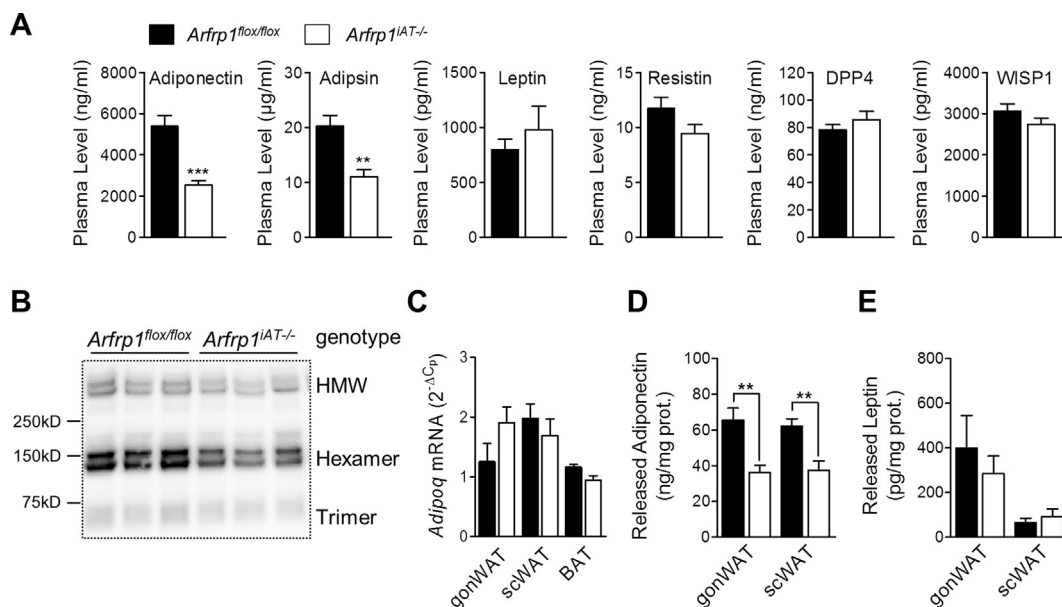 A
Arfrp1flox/flox Arfrp1iAT-/-
Plasma Level (ng/ml)
8000
6000
4000
2000
0
Adiponectin
***
Plasma Level (µg/ml)
30
20
10
0
Adipsin
**
Plasma Level (pg/ml)
1500
1000
500
0
Leptin
Plasma Level (ng/ml)
15
10
5
0
Resistin
Plasma Level (ng/ml)
120
100
80
60
40
20
0
DPP4
Plasma Level (pg/ml)
4000
3000
2000
1000
0
WISP1
B
Arfrp1flox/flox Arfrp1iAT-/- genotype
HMW
250kD
150kD
Hexamer
75kD
Trimer
C
Adipoq mRNA (2-ΔCp)
3
2
1
0
gonWAT
scWAT
BAT
D
Released Adiponectin
(ng/mg prot.)
100
80
60
40
20
0
**
**
gonWAT
scWAT
E
Released Leptin
(pg/mg prot.)
800
600
400
200
0
gonWAT
scWAT